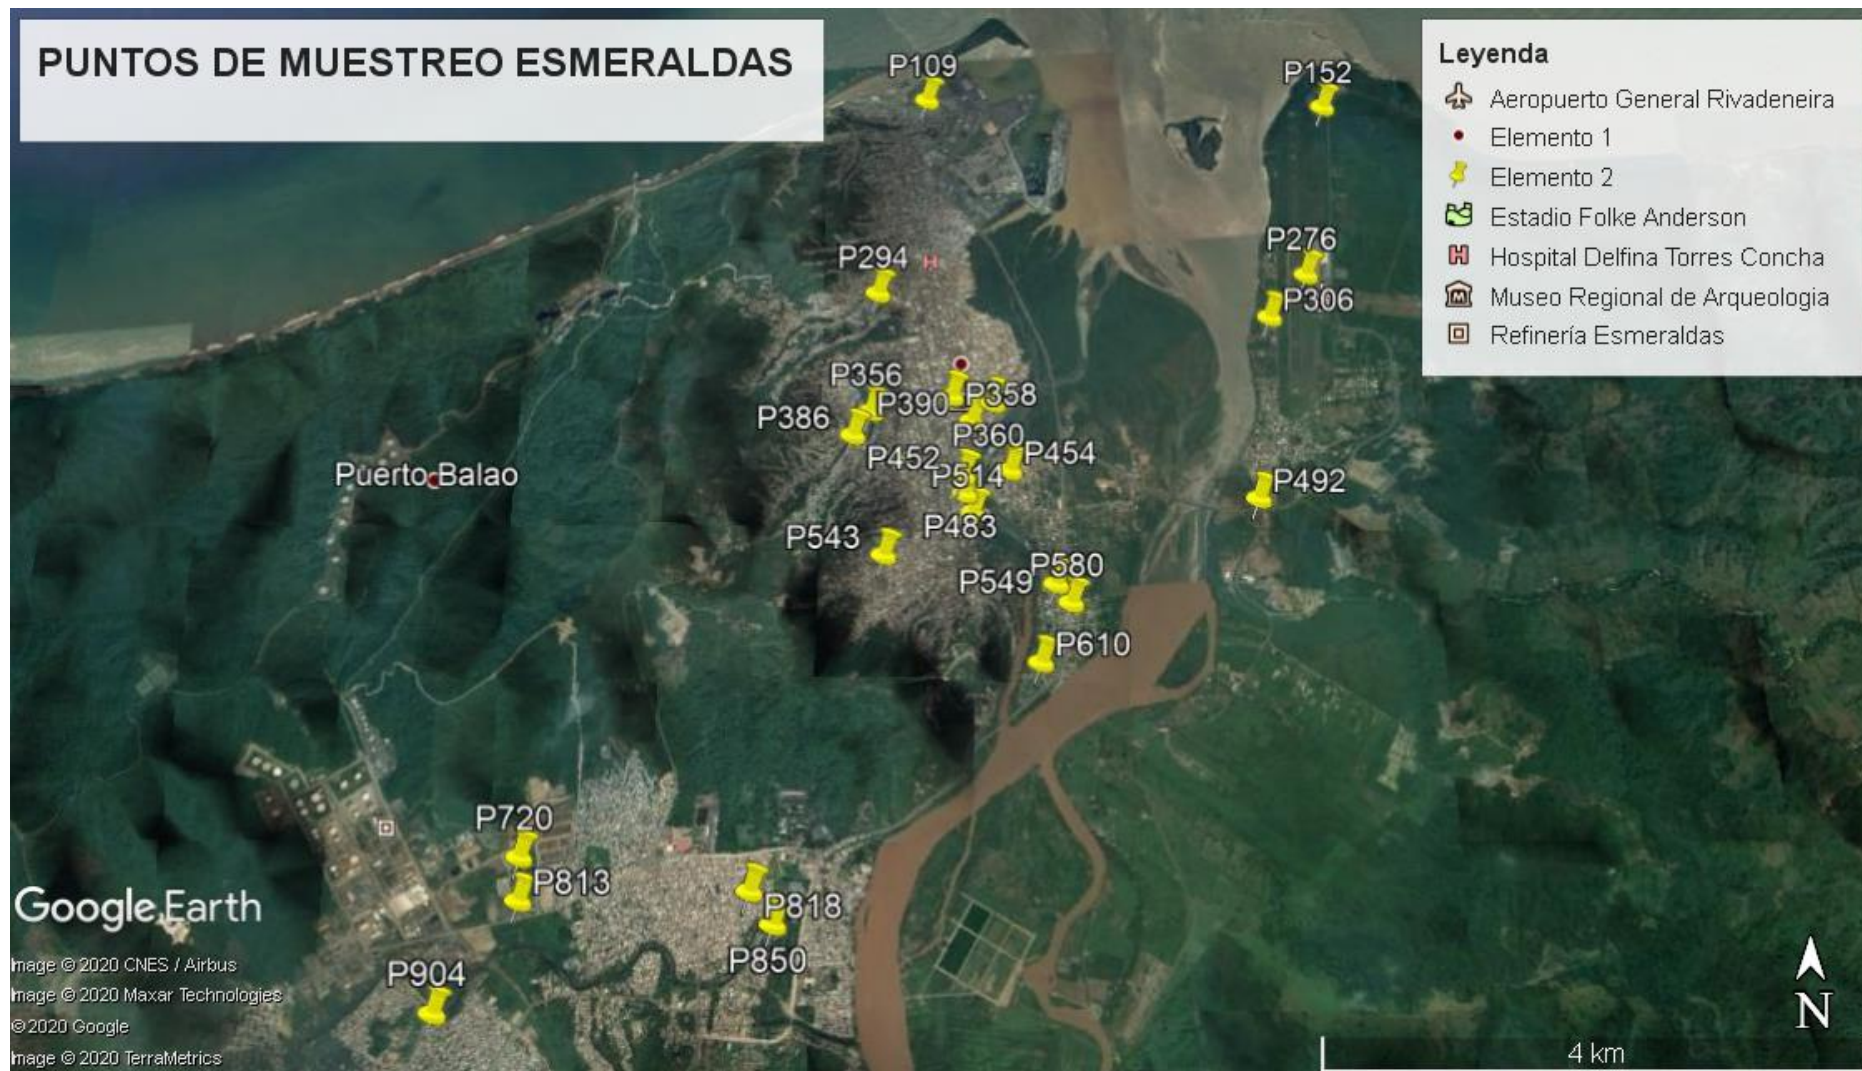 PUNTOS DE MUESTREO ESMERALDAS
Leyenda
Aeropuerto General Rivadeneira
Elemento 1
Elemento 2
Estadio Folke Anderson
Hospital Delfina Torres Concha
Museo Regional de Arqueologia
Refinería Esmeraldas
P109
P152
P276
P294
P306
P356
P358
P390
P386
P360
P452
P454
P514
Puerto Balao
P492
P483
P543
P580
P549
P610
P720
P813
P818
P850
P904
Google Earth
Image © 2020 CNES / Airbus
Image © 2020 Maxar Technologies
© 2020 Google
Image © 2020 TerraMetrics
N
4 km